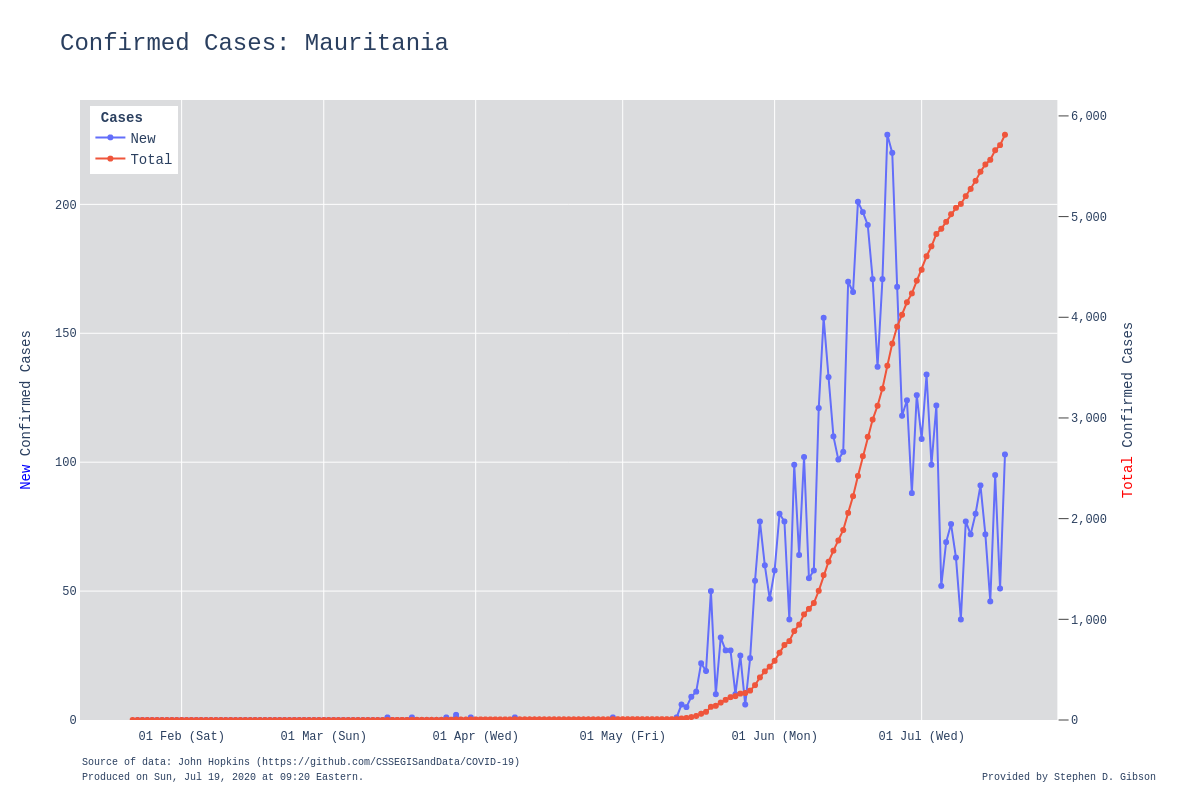 Confirmed Cases: Mauritania
Cases
New
Total
200
150
100
50
0
6,000
5,000
4,000
3,000
2,000
1,000
0
New Confirmed Cases
Total Confirmed Cases
01 Feb (Sat) 01 Mar (Sun) 01 Apr (Wed) 01 May (Fri) 01 Jun (Mon) 01 Jul (Wed)
Source of data: John Hopkins (https://github.com/CSSEGISandData/COVID-19)
Produced on Sun, Jul 19, 2020 at 09:20 Eastern.
Provided by Stephen D. Gibson